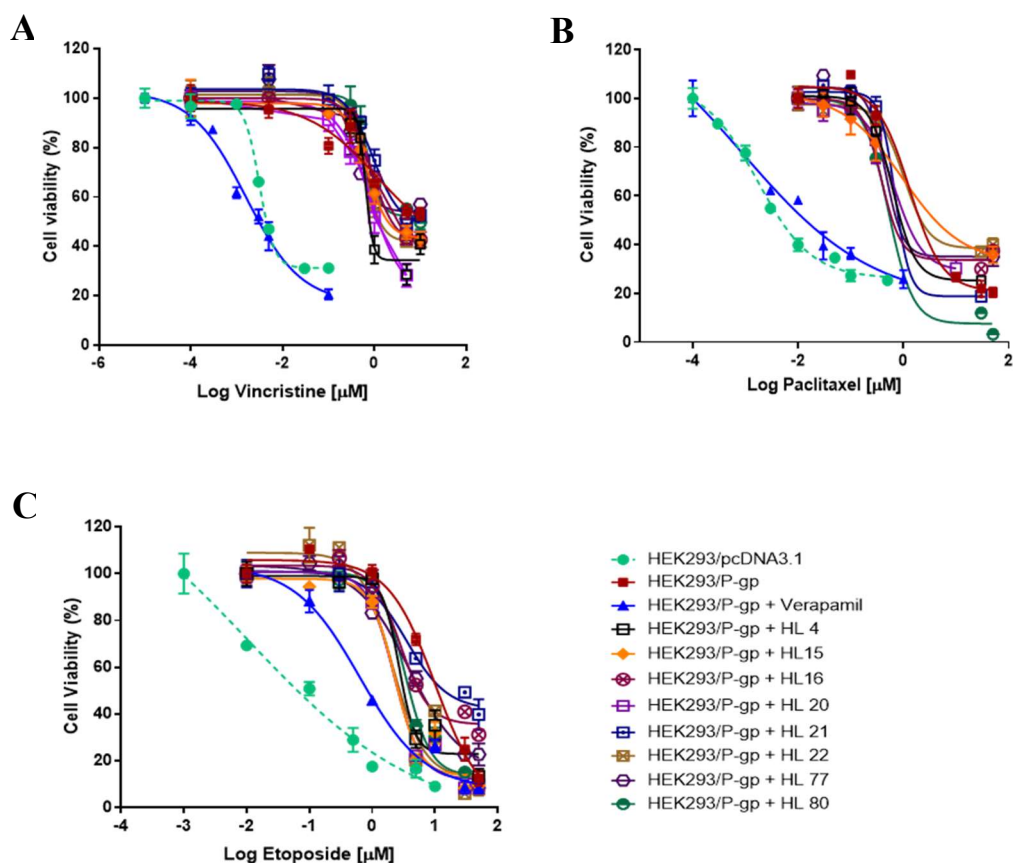 A
120
100
80
60
40
20
0
Cell viability (%)
-6
-4
-2
0
2
Log Vincristine [µM]
B
120
100
80
60
40
20
0
Cell Viability (%)
-4
-2
0
2
Log Paclitaxel [µM]
C
120
100
80
60
40
20
0
Cell Viability (%)
-4
-3
-2
-1
0
1
2
Log Etoposide [µM]
HEK293/pcDNA3.1
HEK293/P-gp
HEK293/P-gp + Verapamil
HEK293/P-gp + HL 4
HEK293/P-gp + HL15
HEK293/P-gp + HL16
HEK293/P-gp + HL 20
HEK293/P-gp + HL 21
HEK293/P-gp + HL 22
HEK293/P-gp + HL 77
HEK293/P-gp + HL 80